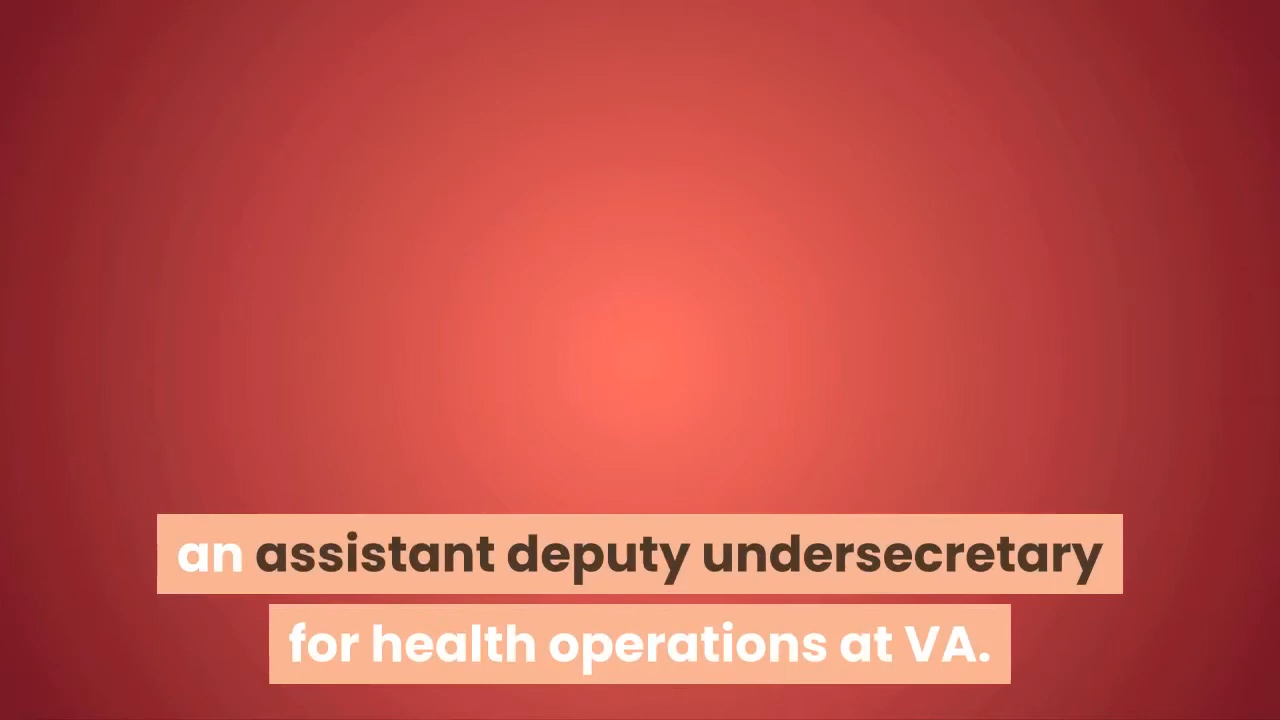 an assistant deputy undersecretary
for health operations at VA.